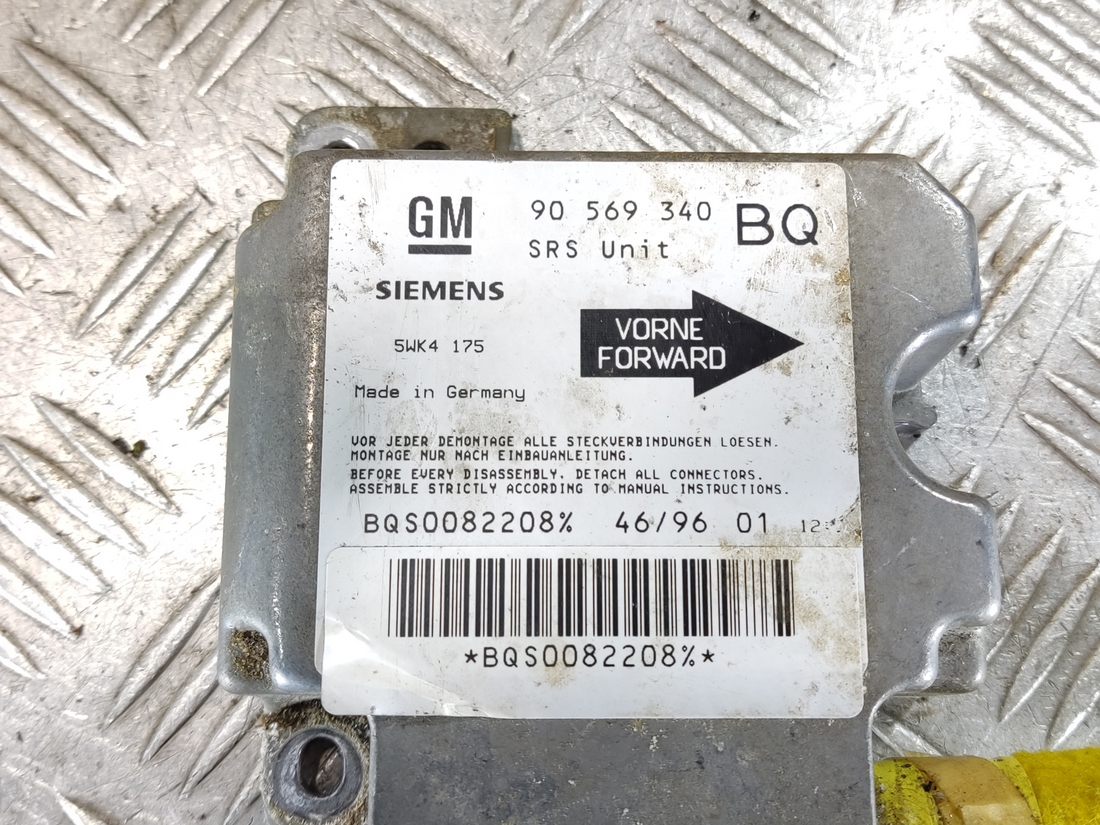 GM 90 569 340 BQ
SRS Unit
SIEMENS
VORNE
FORWARD
5WK4 175
Made in Germany
VOR JEDER DEMONTAGE ALLE STECKVERBINDUNGEN LOESEN.
MONTAGE NUR NACH EINBAUANLEITUNG.
BEFORE EVERY DISASSEMBLY, DETACH ALL CONNECTORS.
ASSEMBLE STRICTLY ACCORDING TO MANUAL INSTRUCTIONS.
BQS0082208% 46/96 01
*BQS0082208%*